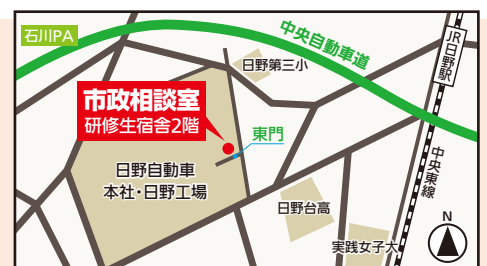 石川PA
中央自動車道
JR日野駅
日野第三小
市政相談室
研修生宿舎2階
東門
中央東線
日野自動車
本社・日野工場
日野台高
実践女子大
N